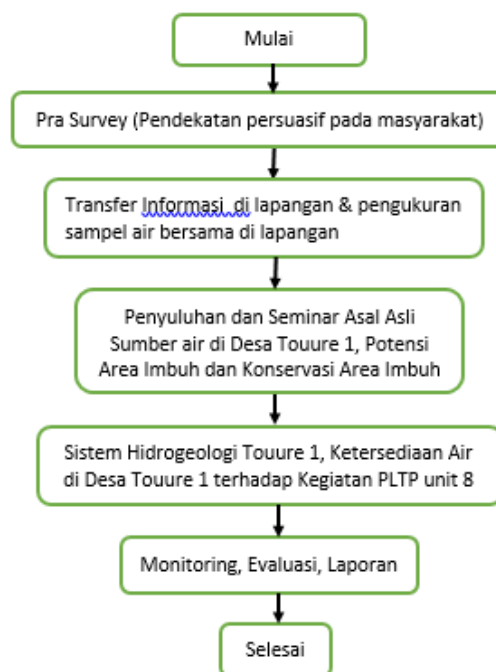 Mulai
Pra Survey (Pendekatan persuasif pada masyarakat)
Transfer Informasi di lapangan & pengukuran
sampel air bersama di lapangan
Penyuluhan dan Seminar Asal Asli
Sumber air di Desa Touure 1, Potensi
Area Imbuh dan Konservasi Area Imbuh
Sistem Hidrogeologi Touure 1, Ketersediaan Air
di Desa Touure 1 terhadap Kegiatan PLTP unit 8
Monitoring, Evaluasi, Laporan
Selesai